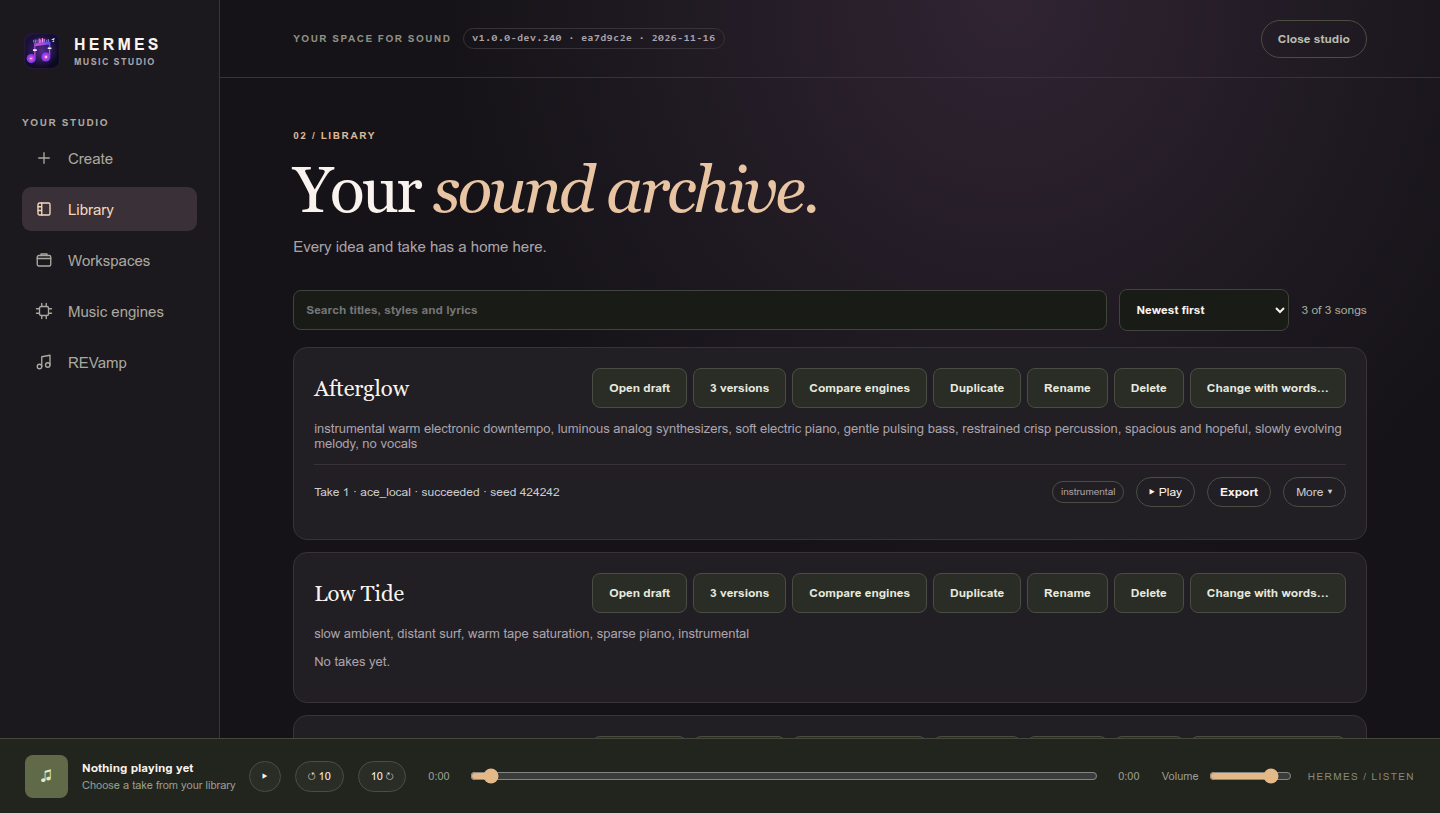 HERMES
MUSIC STUDIO
YOUR STUDIO
Create
Library
Workspaces
Music engines
REVamp
YOUR SPACE FOR SOUND
v1.0.0-dev.240 · ea7d9c2e · 2026-11-16
Close studio
02 / LIBRARY
Your sound archive.
Every idea and take has a home here.
Search titles, styles and lyrics
Newest first
3 of 3 songs
Afterglow
Open draft
3 versions
Compare engines
Duplicate
Rename
Delete
Change with words...
instrumental warm electronic downtempo, luminous analog synthesizers, soft electric piano, gentle pulsing bass, restrained crisp percussion, spacious and hopeful, slowly evolving
melody, no vocals
Take 1 · ace_local · succeeded · seed 424242
instrumental
Play
Export
More
Low Tide
Open draft
3 versions
Compare engines
Duplicate
Rename
Delete
Change with words...
slow ambient, distant surf, warm tape saturation, sparse piano, instrumental
No takes yet.
Nothing playing yet
Choose a take from your library
10
10
0:00
0:00
Volume
HERMES / LISTEN